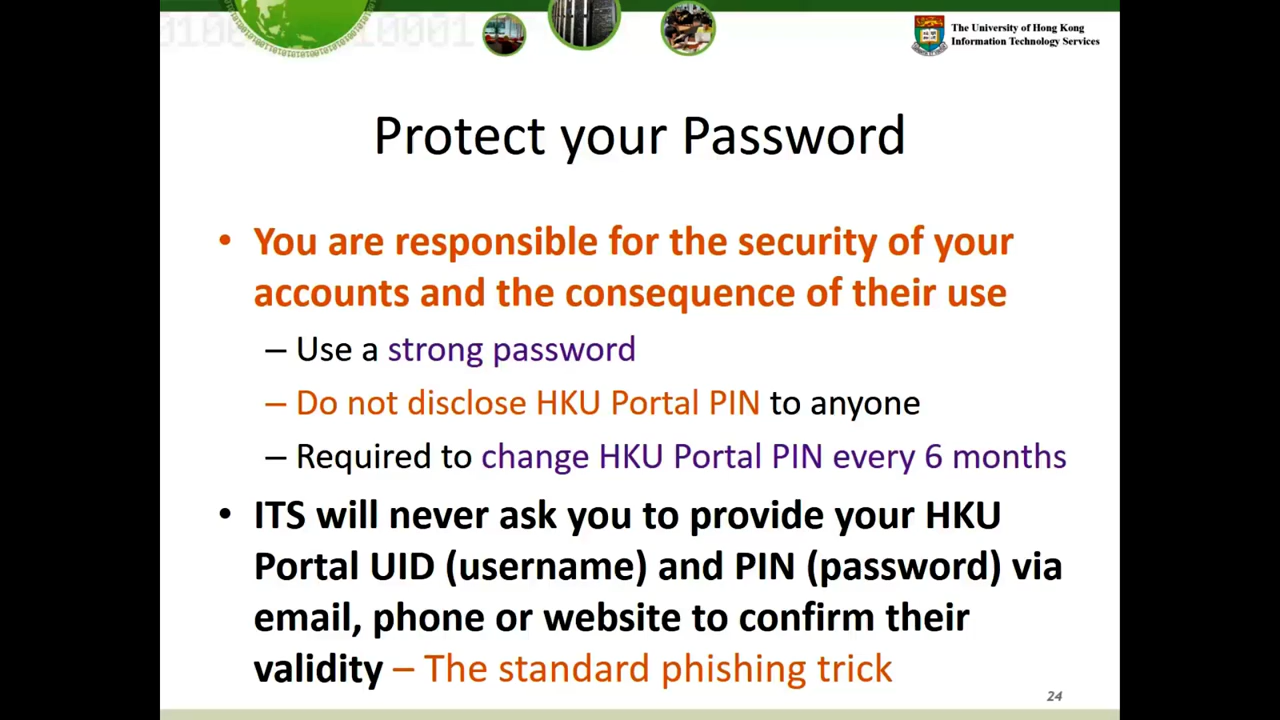 The University of Hong Kong
Information Technology Services
Protect your Password
• You are responsible for the security of your
accounts and the consequence of their use
– Use a strong password
– Do not disclose HKU Portal PIN to anyone
– Required to change HKU Portal PIN every 6 months
• ITS will never ask you to provide your HKU
Portal UID (username) and PIN (password) via
email, phone or website to confirm their
validity – The standard phishing trick
24